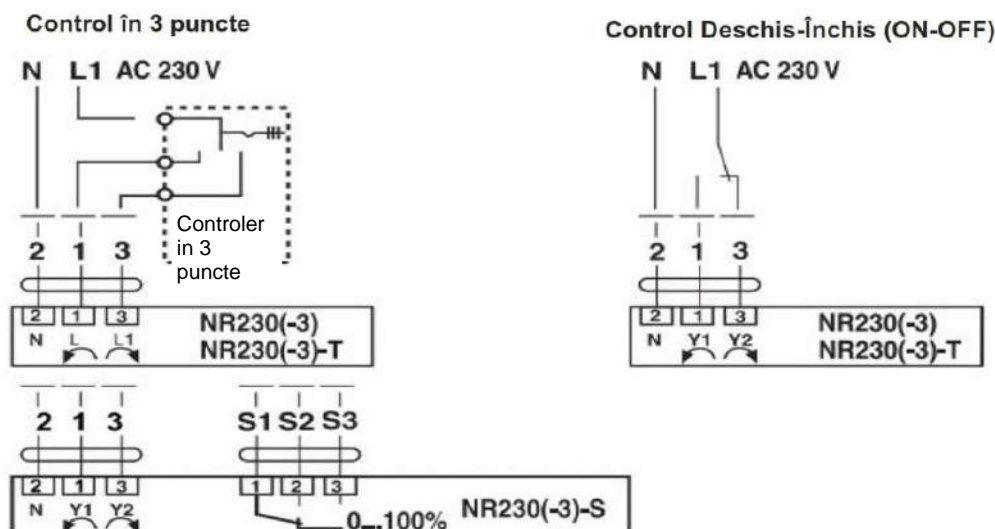 Control în 3 puncte
N L1 AC 230 V
Controler
in 3
puncte
2 1 3
2 1 3
N L L1
NR230(-3)
NR230(-3)-T
2 1 3
S1 S2 S3
2 1 3
N Y1 Y2
1 2 3
0...100%
NR230(-3)-S
Control Deschis-Închis (ON-OFF)
N L1 AC 230 V
2 1 3
2 1 3
N Y1 Y2
NR230(-3)
NR230(-3)-T